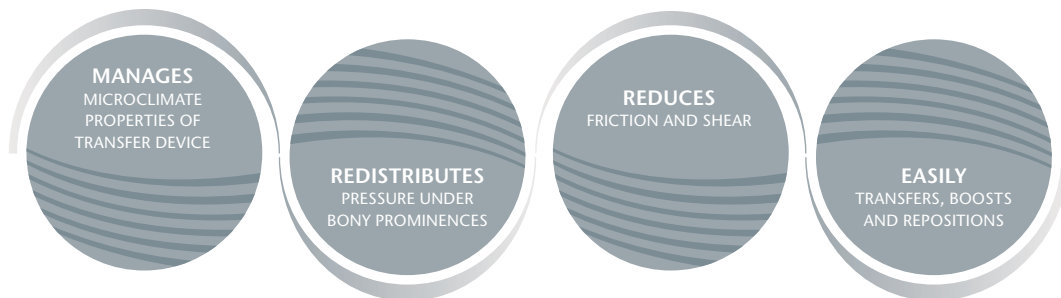 MANAGES
MICROCLIMATE
PROPERTIES OF
TRANSFER DEVICE
REDISTRIBUTES
PRESSURE UNDER
BONY PROMINENCES
REDUCES
FRICTION AND SHEAR
EASILY
TRANSFERS, BOOSTS
AND REPOSITIONS